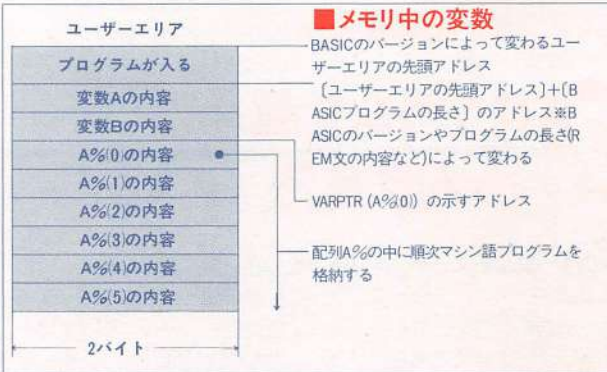 ユーザーエリア
プログラムが入る
変数Aの内容
変数Bの内容
A%(0)の内容
A%(1)の内容
A%(2)の内容
A%(3)の内容
A%(4)の内容
A%(5)の内容
2バイト
■メモリ中の変数
BASICのバージョンによって変わるユー
ザーエリアの先頭アドレス
〔ユーザーエリアの先頭アドレス〕+〔B
ASICプログラムの長さ〕のアドレス※B
ASICのバージョンやプログラムの長さ(R
EM文の内容など)によって変わる
VARPTR (A%(0)) の示すアドレス
配列A%の中に順次マシン語プログラムを
格納する